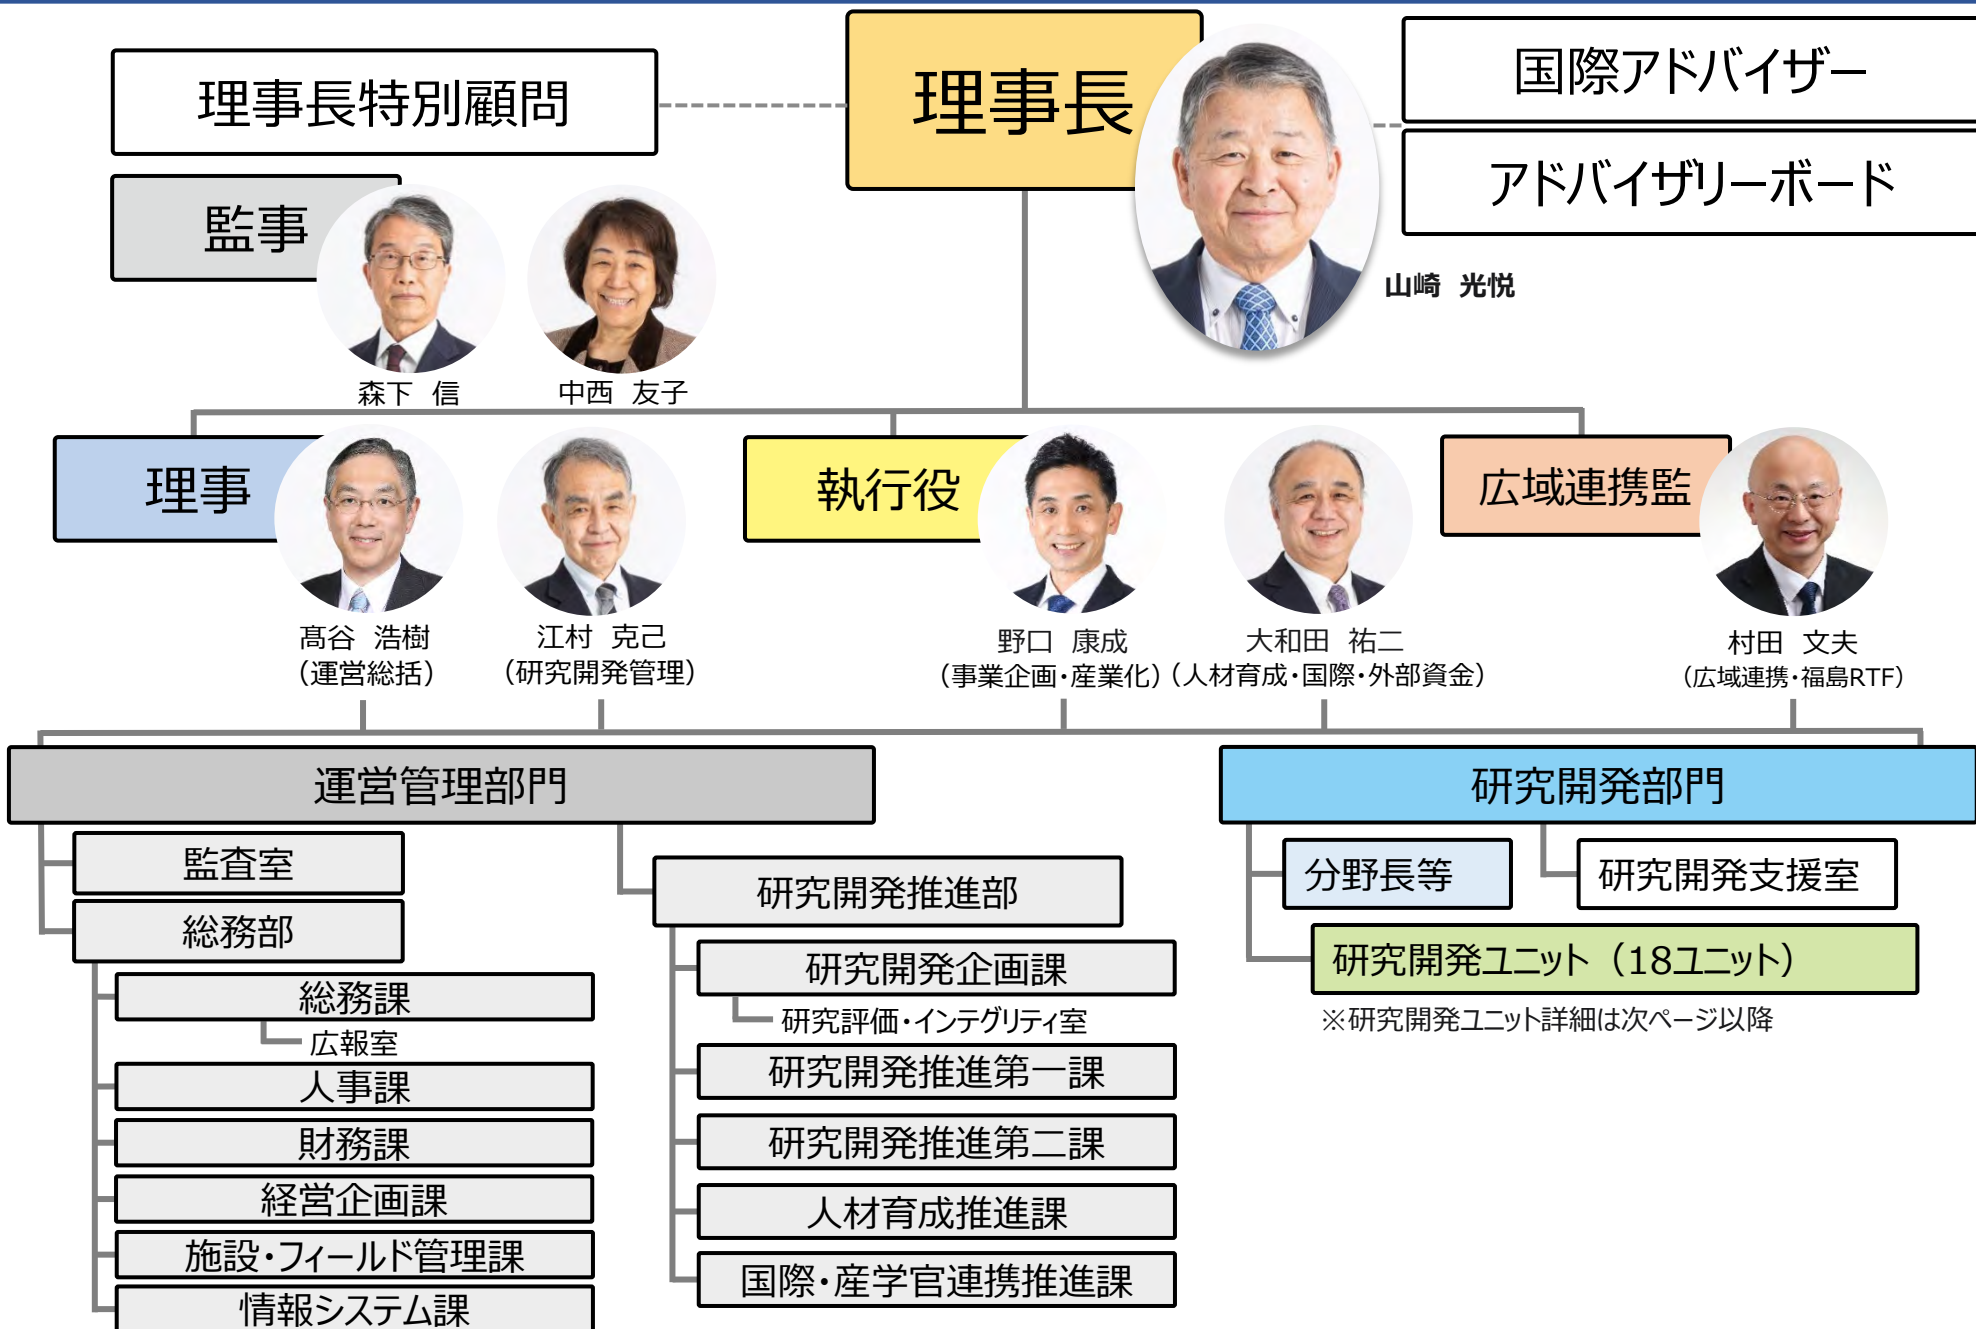 理事長特別顧問
理事長
国際アドバイザー
アドバイザリーボード
監事
山崎 光悦
森下 信
中西 友子
理事
執行役
広域連携監
髙谷 浩樹
(運営総括)
江村 克己
(研究開発管理)
野口 康成
(事業企画・産業化)
大和田 祐二
(人材育成・国際・外部資金)
村田 文夫
(広域連携・福島RTF)
運営管理部門
監査室
総務部
総務課
広報室
人事課
財務課
経営企画課
施設・フィールド管理課
情報システム課
研究開発推進部
研究開発企画課
研究評価・インテグリティ室
研究開発推進第一課
研究開発推進第二課
人材育成推進課
国際・産学官連携推進課
研究開発部門
分野長等
研究開発支援室
研究開発ユニット(18ユニット)
※研究開発ユニット詳細は次ページ以降